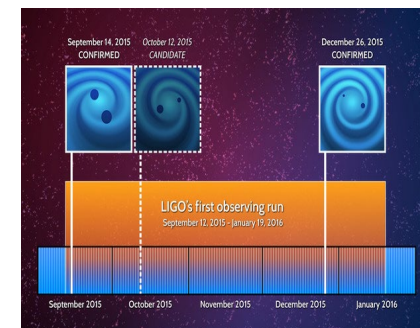 September 14, 2015
CONFIRMED
October 12, 2015
CANDIDATE
December 26, 2015
CONFIRMED
LIGO's first observing run
September 12, 2015 - January 19, 2016
September 2015
October 2015
November 2015
December 2015
January 2016